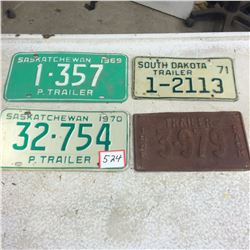 SASKATCHEWAN 1969
1-357
P. TRAILER
SOUTH DAKOTA
TRAILER 71
1-2113
SASKATCHEWAN 1970
32-754
P. TRAILER
524
TRAILER